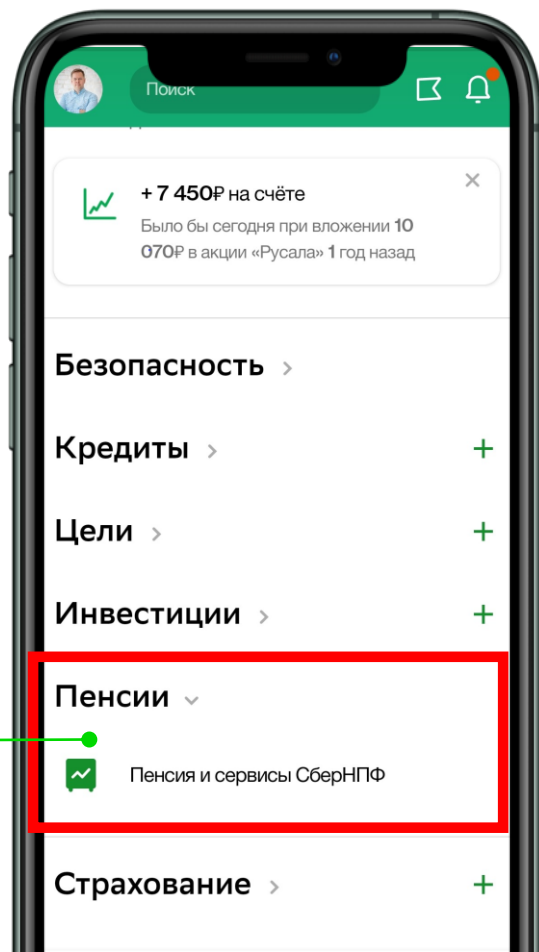 Поиск
+ 7 450₽ на счёте
Было бы сегодня при вложении 10
070₽ в акции «Русала» 1 год назад
Безопасность
Кредиты
Цели
Инвестиции
Пенсии
Пенсия и сервисы СберНПФ
Страхование